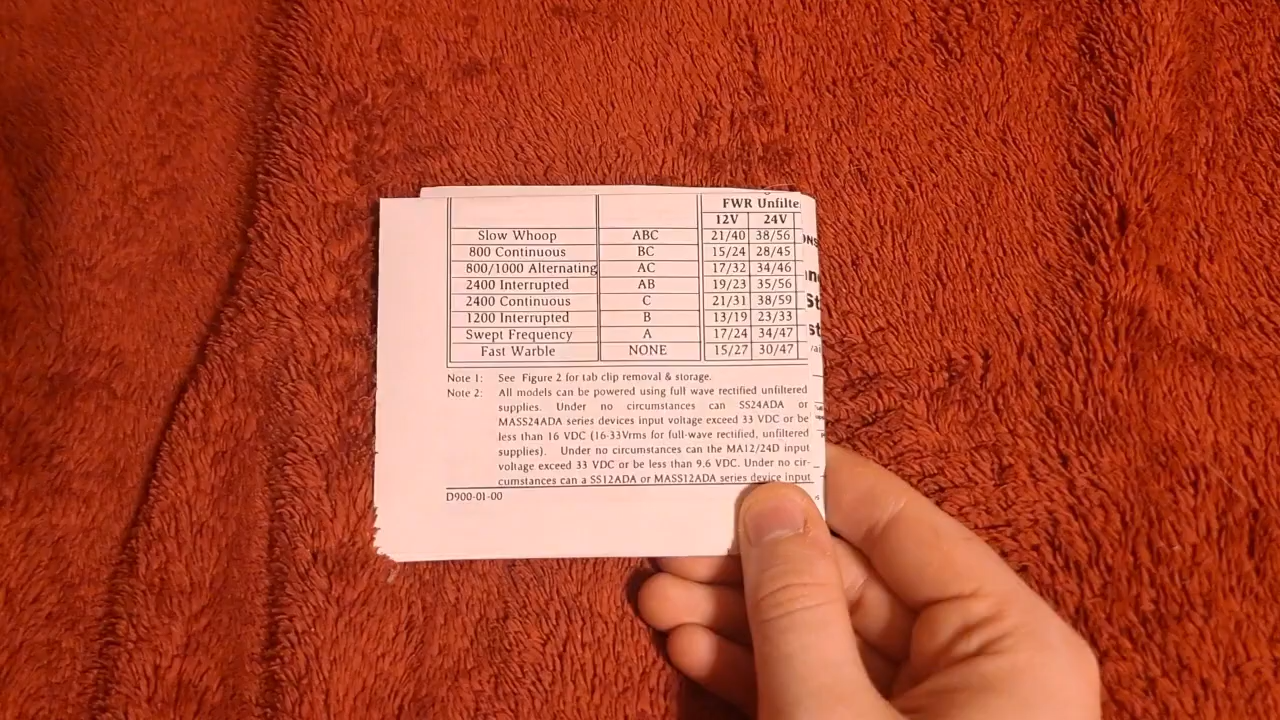 FWR Unfilte
12V 24V
Slow Whoop ABC 21/40 38/56
800 Continuous BC 15/24 28/45
800/1000 Alternating AC 17/32 34/46
2400 Interrupted AB 19/23 35/56
2400 Continuous C 21/31 38/59
1200 Interrupted B 13/19 23/33
Swept Frequency A 17/24 34/47
Fast Warble NONE 15/27 30/47
Note 1: See Figure 2 for tab clip removal & storage.
Note 2: All models can be powered using full wave rectified unfiltered
supplies. Under no circumstances can SS24ADA or
MASS24ADA series devices input voltage exceed 33 VDC or be
less than 16 VDC (16-33Vrms for full-wave rectified, unfiltered
supplies). Under no circumstances can the MA12/24D input
voltage exceed 33 VDC or be less than 9.6 VDC. Under no cir-
cumstances can a SS12ADA or MASS12ADA series device input
D900-01-00